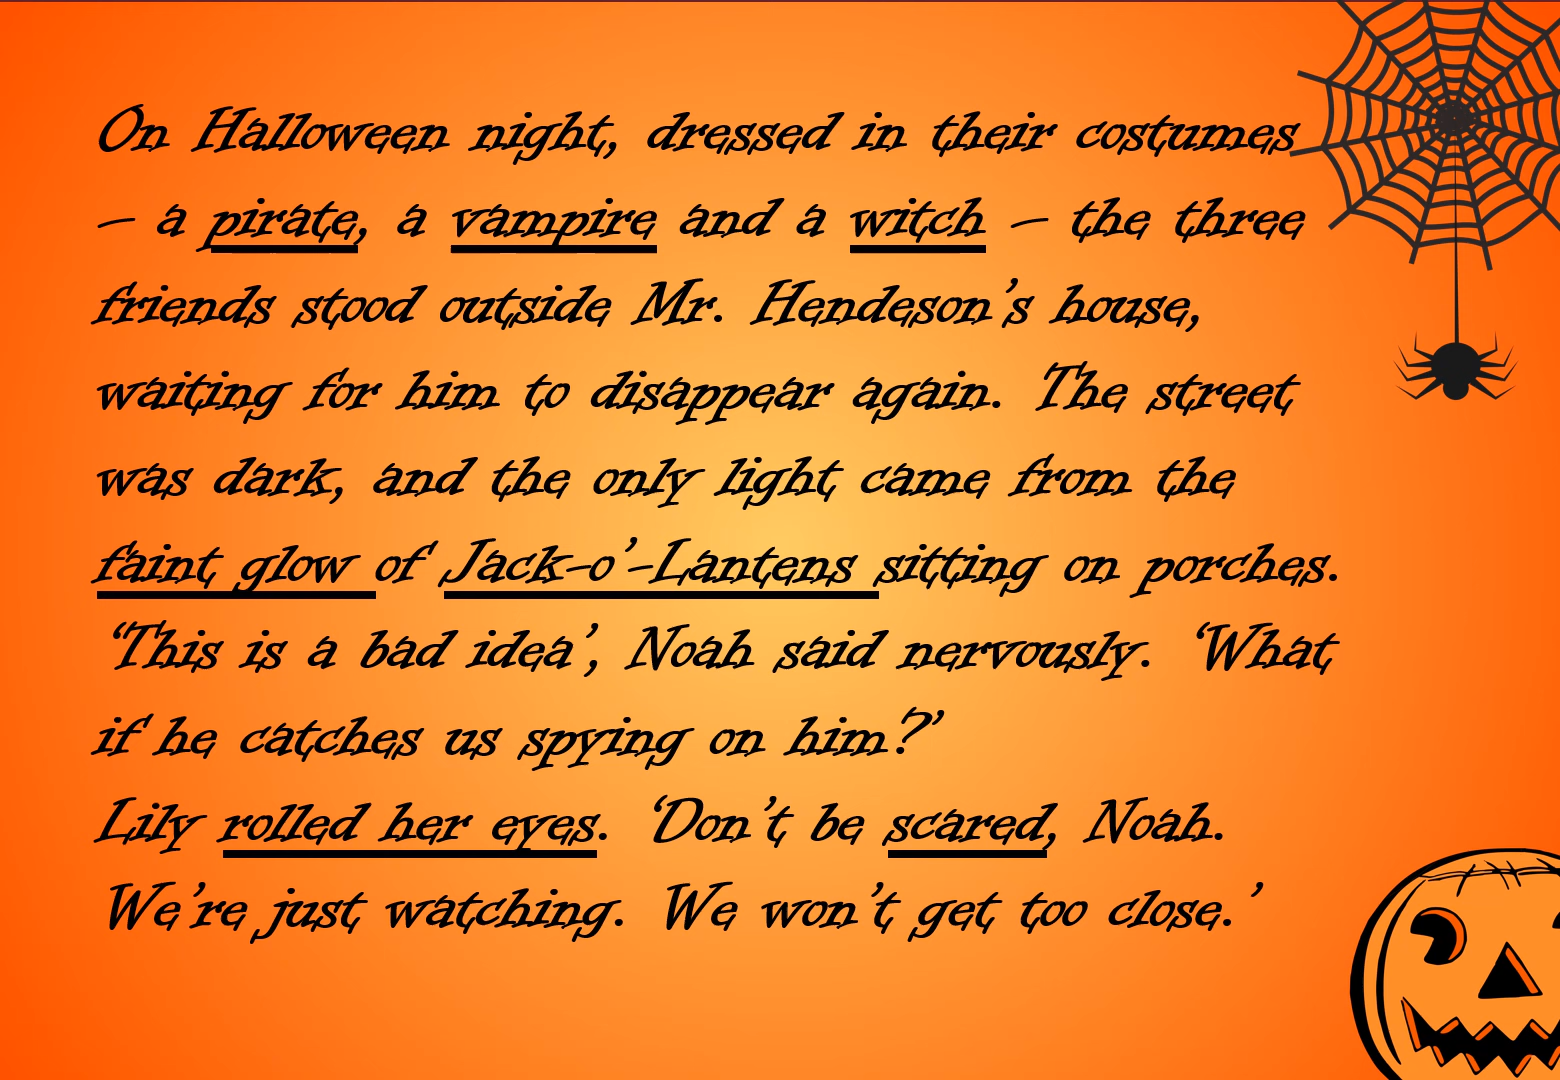 On Halloween night, dressed in their costumes
– a pirate, a vampire and a witch – the three
friends stood outside Mr. Hendeson's house,
waiting for him to disappear again. The street
was dark, and the only light came from the
faint glow of Jack-o'-Lantens sitting on porches.
‘This is a bad idea’, Noah said nervously. ‘What
if he catches us spying on him?’
Lily rolled her eyes. ‘Don’t be scared, Noah.
We’re just watching. We won’t get too close.’